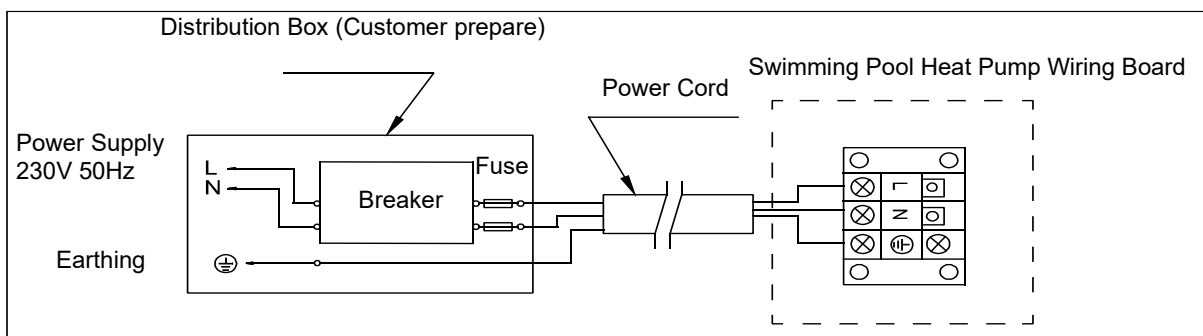 Distribution Box (Customer prepare)
Swimming Pool Heat Pump Wiring Board
Power Cord
Power Supply
230V 50Hz
L
N
Fuse
Breaker
Earthing
L
N